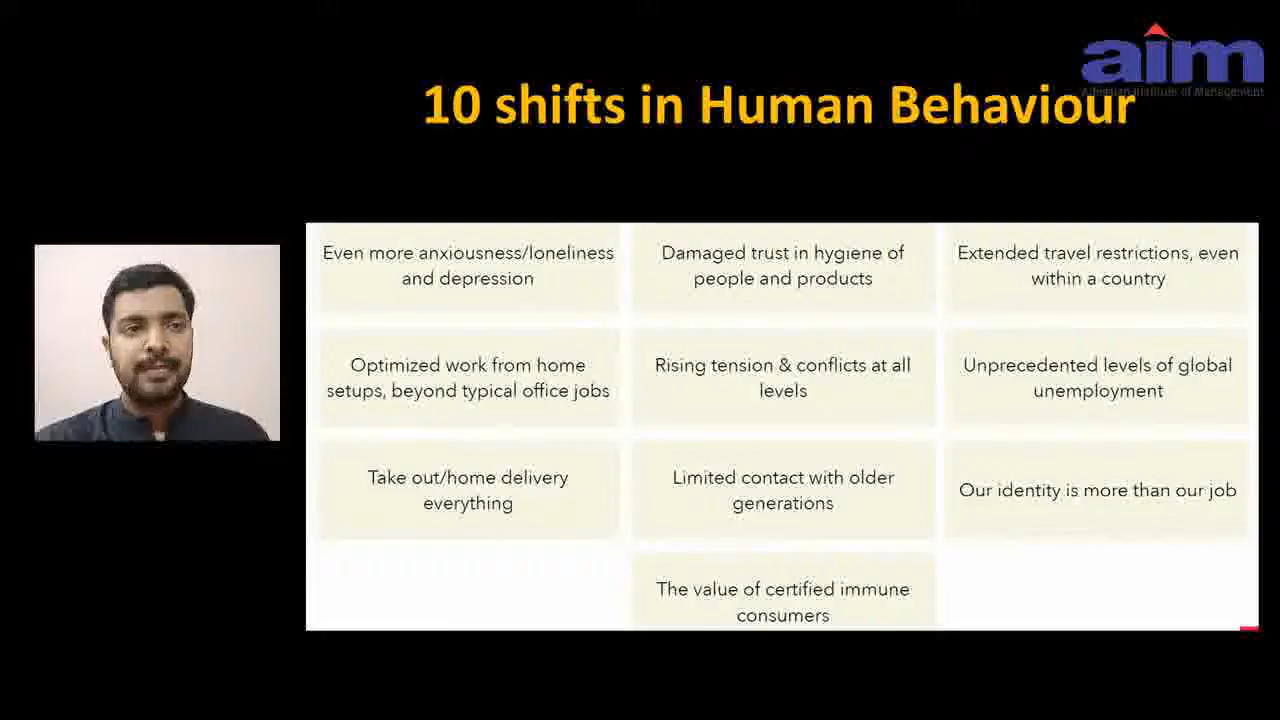 aim
Institute of Management
10 shifts in Human Behaviour
Even more anxiousness/loneliness
and depression
Damaged trust in hygiene of
people and products
Extended travel restrictions, even
within a country
Optimized work from home
setups, beyond typical office jobs
Rising tension & conflicts at all
levels
Unprecedented levels of global
unemployment
Take out/home delivery
everything
Limited contact with older
generations
Our identity is more than our job
The value of certified immune
consumers